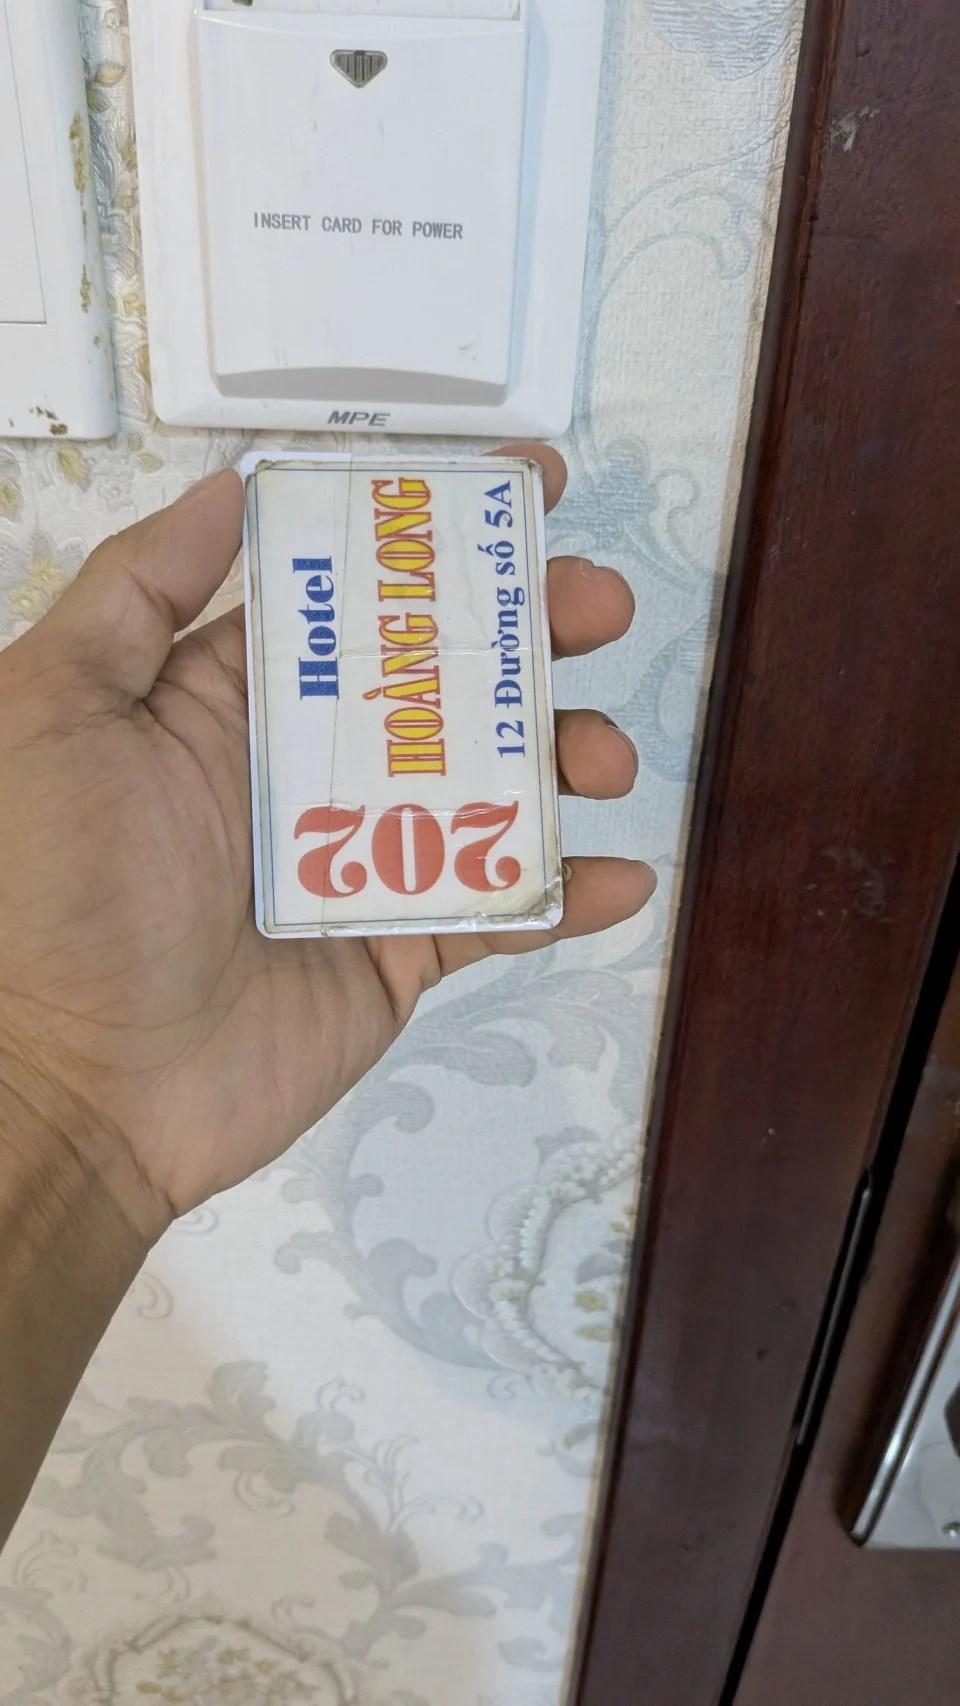 INSERT CARD FOR POWER
MPE
Hotel
HOÀNG LONG
12 Đường số 5A
202